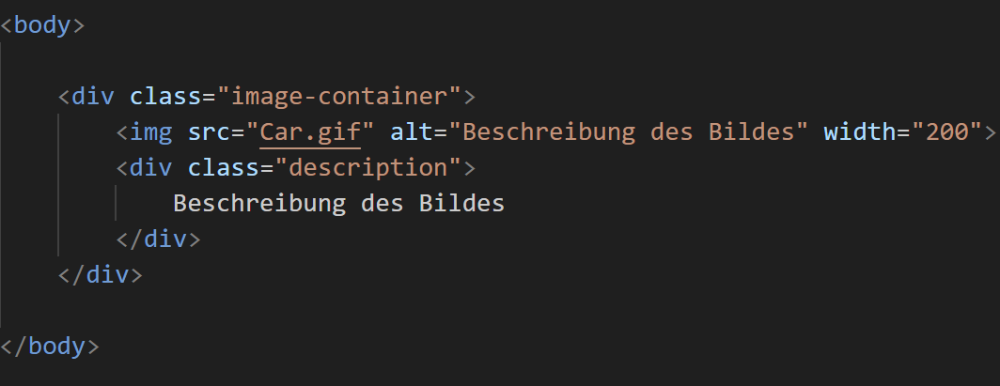 <body>
<div class="image-container">
<img src="Car.gif" alt="Beschreibung des Bildes" width="200">
<div class="description">
Beschreibung des Bildes
</div>
</div>
</body>